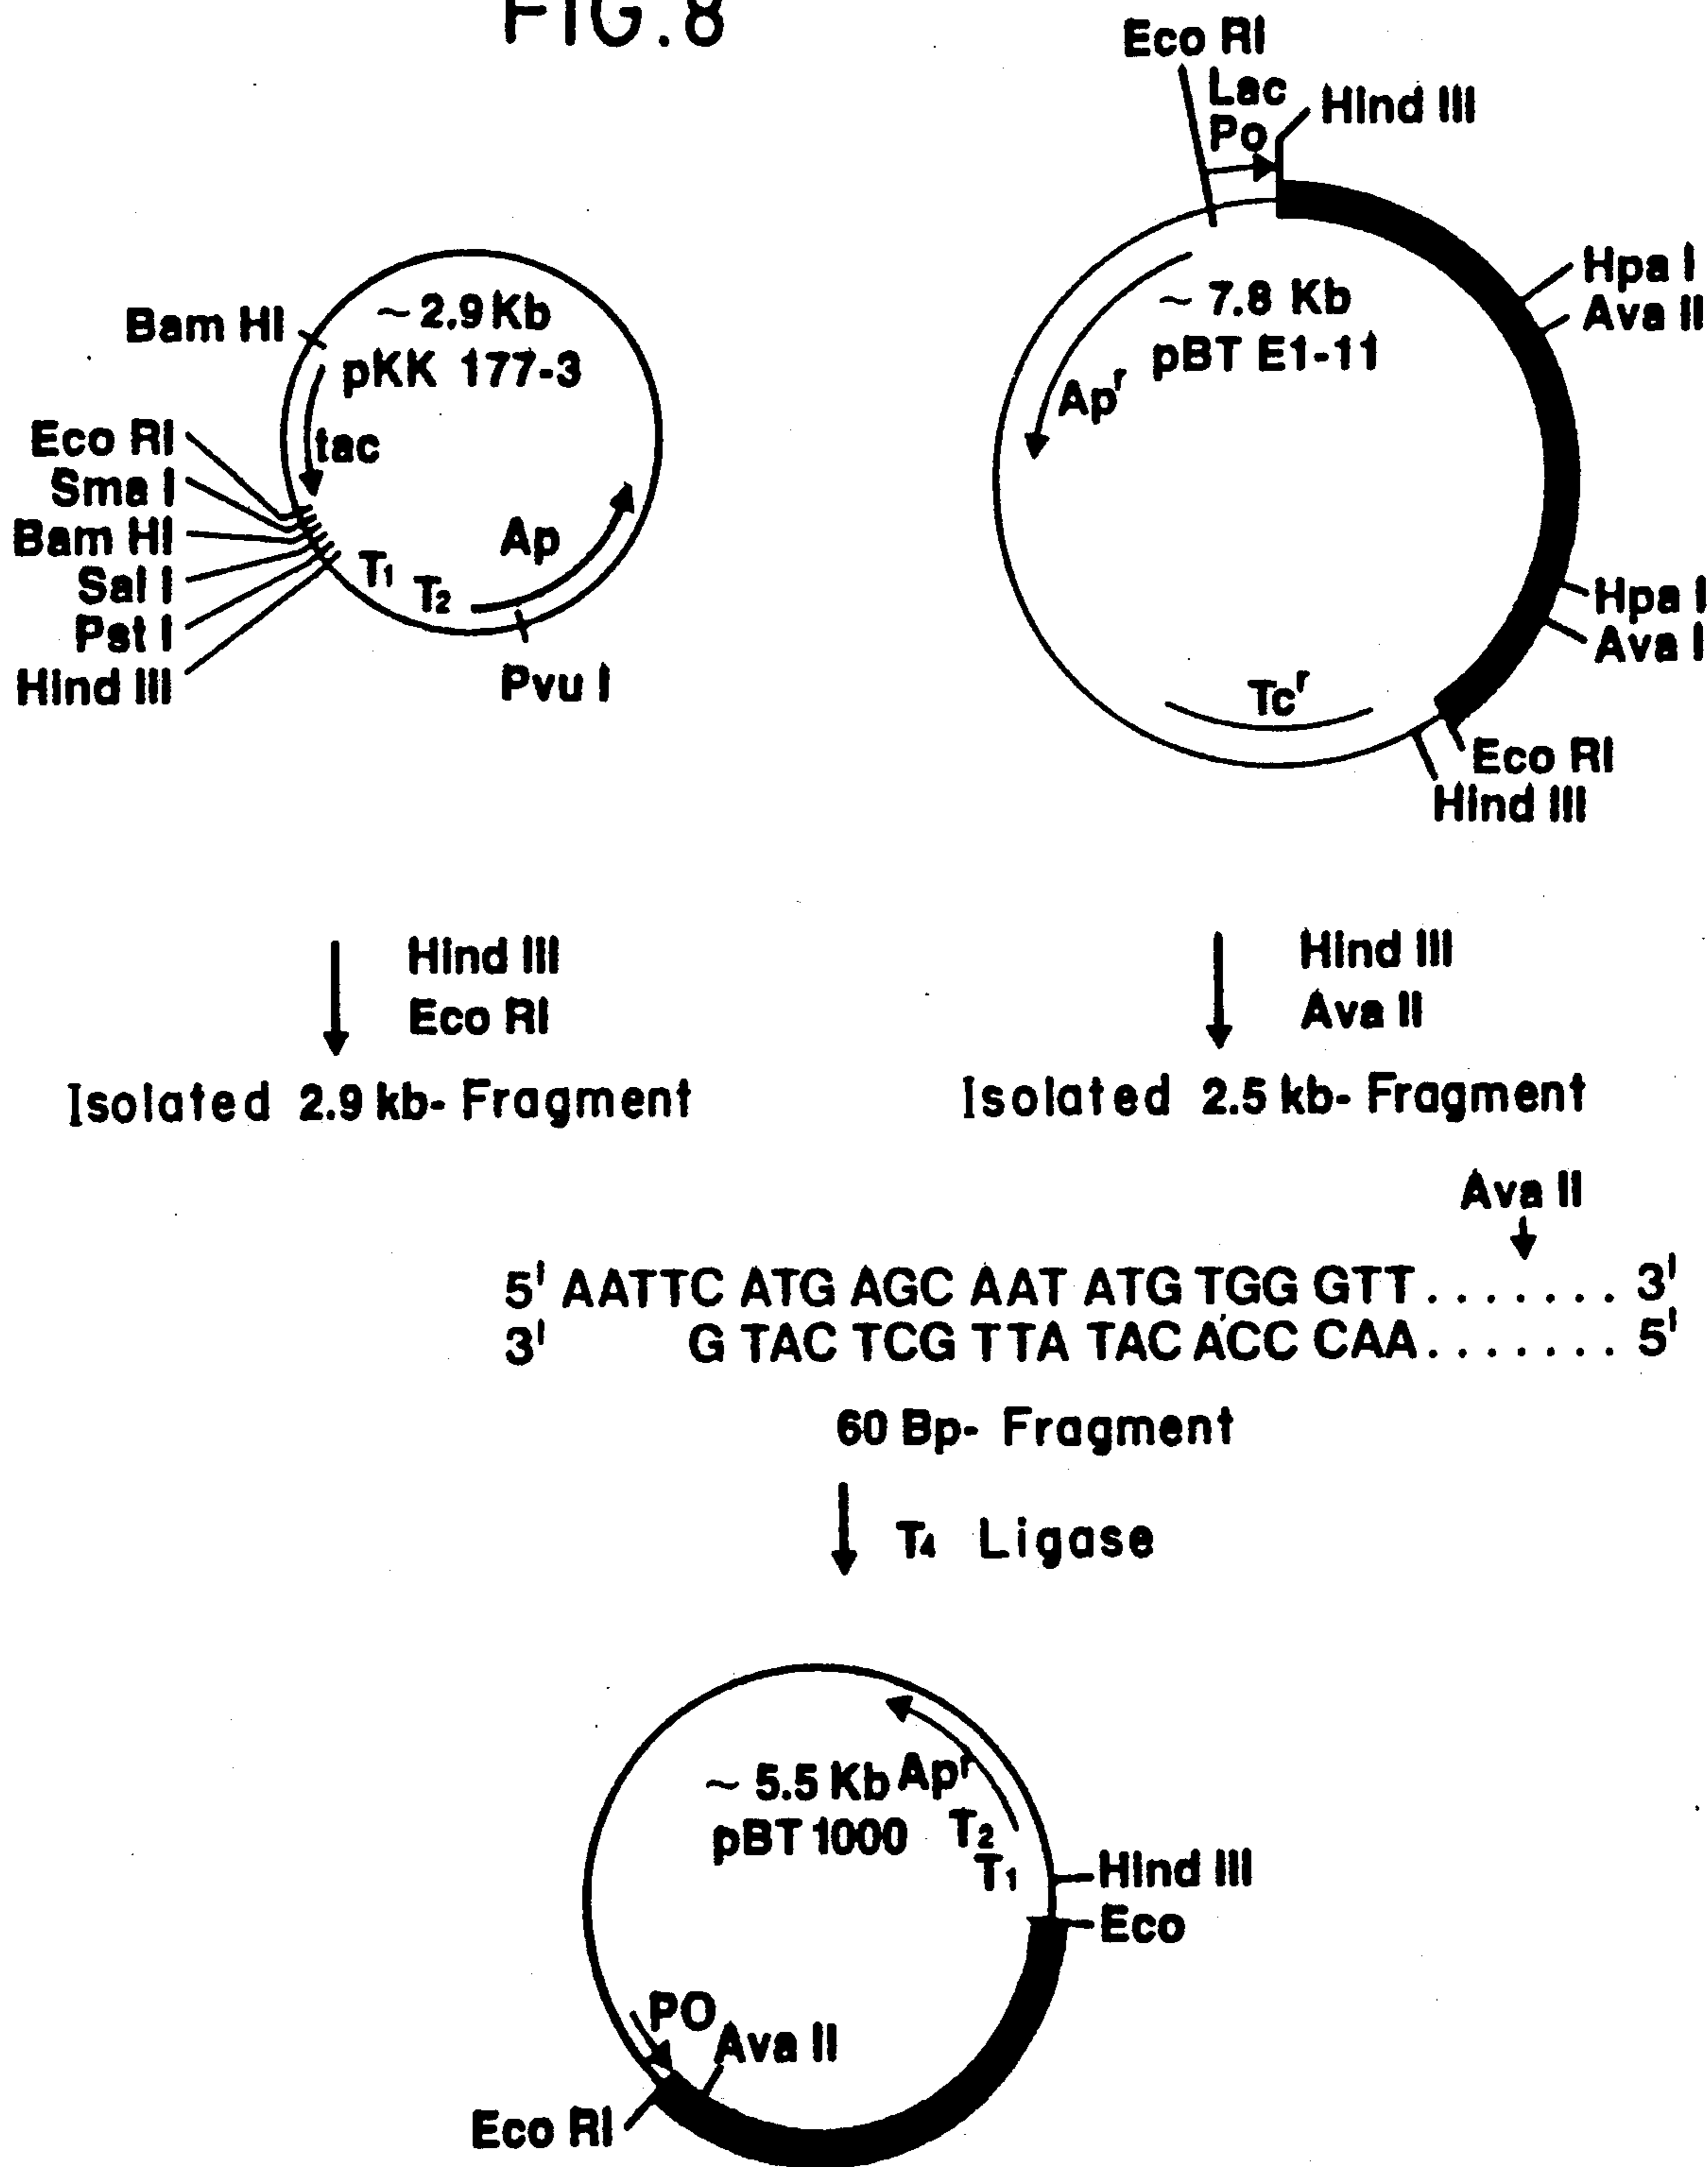 FIG.8
~2.9 Kb
pKK 177-3
Bam HI
tac
Eco RI
Sma I
Bam HI
Sal I
Pst I
Hind III
T1
T2
Ap
Pvu I
Eco RI
Lac
Po
Hind III
~ 7.8 Kb
pBT E1-11
Apr
Hpa I
Ava II
Hpa I
Ava I
Tcr
Eco RI
Hind III
Hind III
Eco RI
Isolated 2.9 kb- Fragment
Hind III
Ava II
Isolated 2.5 kb- Fragment
Ava II
5' AATTC ATG AGC AAT ATG TGG GTT....... 3'
3' G TAC TCG TTA TAC ACC CAA....... 5'
60 Bp- Fragment
T4 Ligase
~ 5.5 Kb
pBT 1000
Apr
T2
T1
Hind III
Eco
PO
Ava II
Eco RI